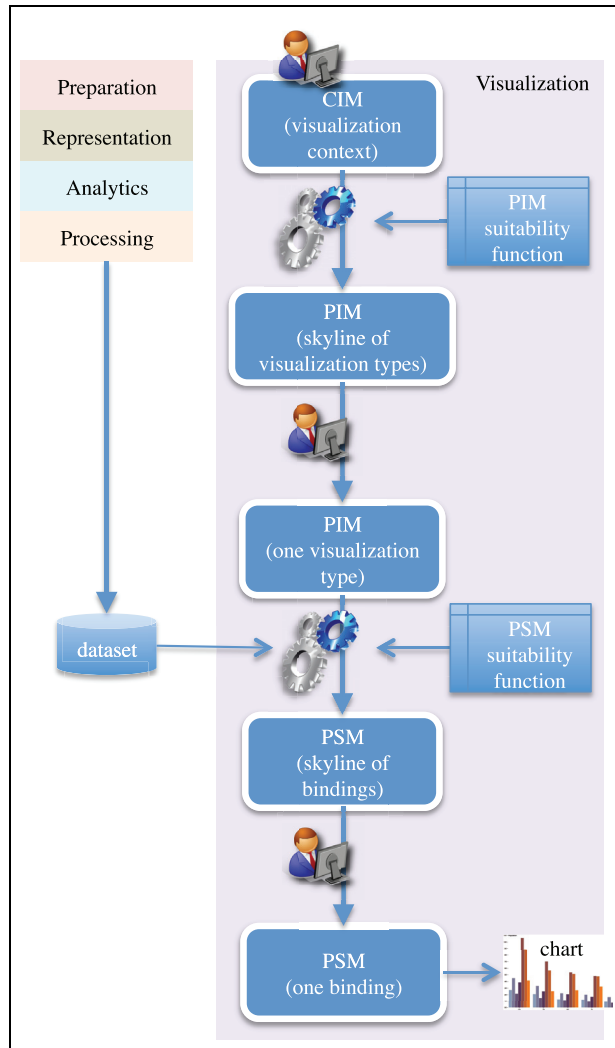 Preparation
Representation
Analytics
Processing
Visualization
CIM
(visualization
context)
PIM
suitability
function
PIM
(skyline of
visualization types)
PIM
(one visualization
type)
dataset
PSM
suitability
function
PSM
(skyline of
bindings)
PSM
(one binding)
chart